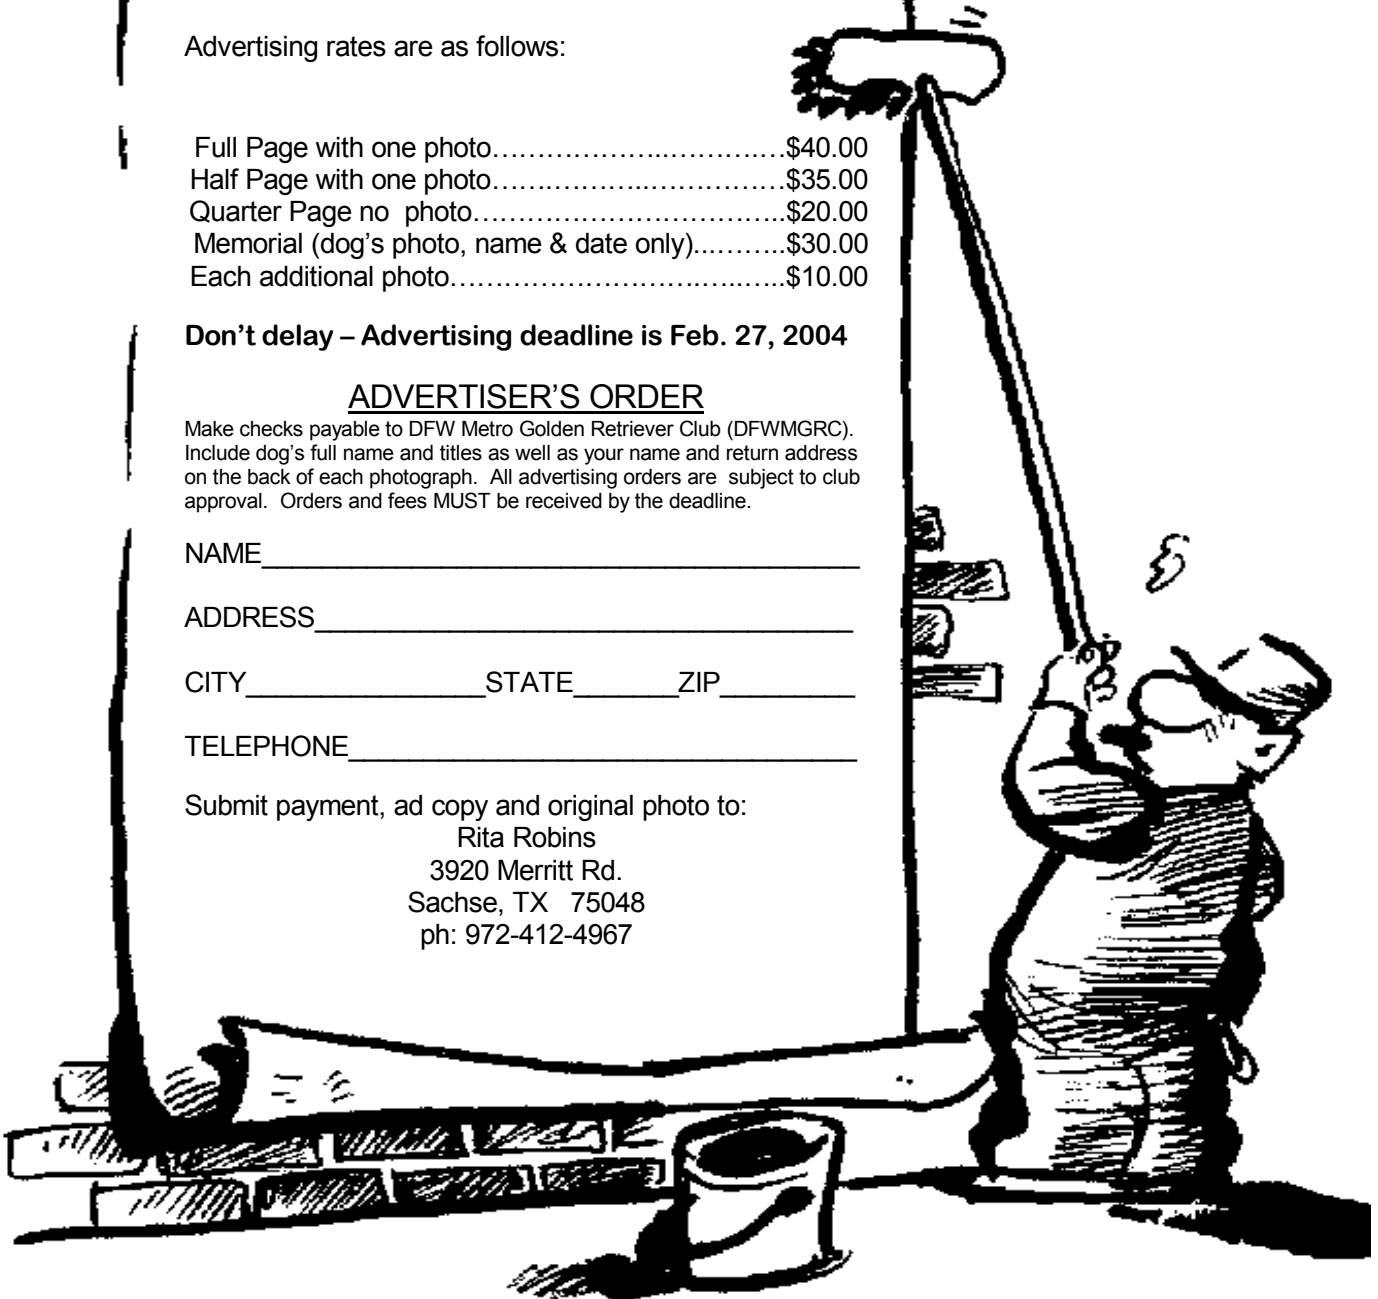 Advertising rates are as follows:
Full Page with one photo………………..………….…$40.00
Half Page with one photo…….………..……………$35.00
Quarter Page no  photo……………………………..$20.00
Memorial (dog’s photo, name & date only)...……..$30.00
Each additional photo……………………….…..…...$10.00
Don’t delay – Advertising deadline is Feb. 27, 2004
ADVERTISER’S ORDER
Make checks payable to DFW Metro Golden Retriever Club (DFWMGRC).
Include dog’s full name and titles as well as your name and return address
on the back of each photograph.  All advertising orders are  subject to club
approval.  Orders and fees MUST be received by the deadline.
NAME________________________________________
ADDRESS____________________________________
CITY________________STATE_______ZIP_________
TELEPHONE__________________________________
Submit payment, ad copy and original photo to:
Rita Robins
3920 Merritt Rd.
Sachse, TX   75048
ph: 972-412-4967